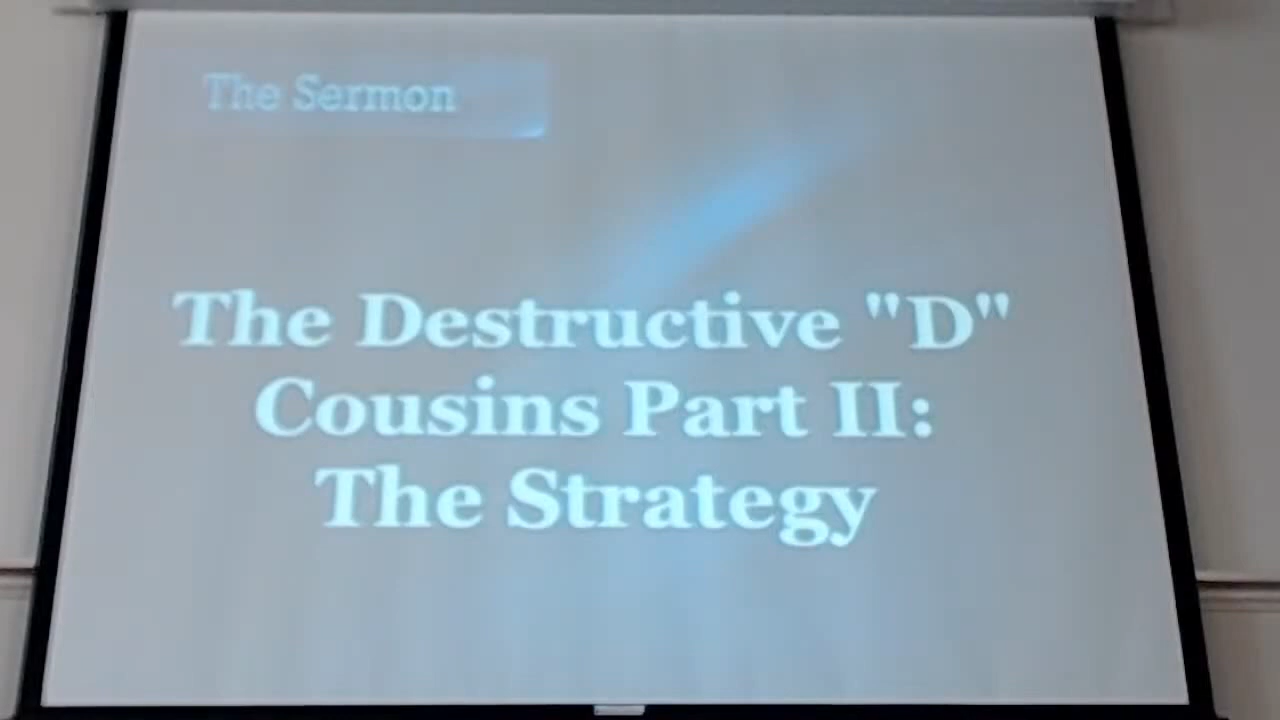 The Sermon
The Destructive "D"
Cousins Part II:
The Strategy